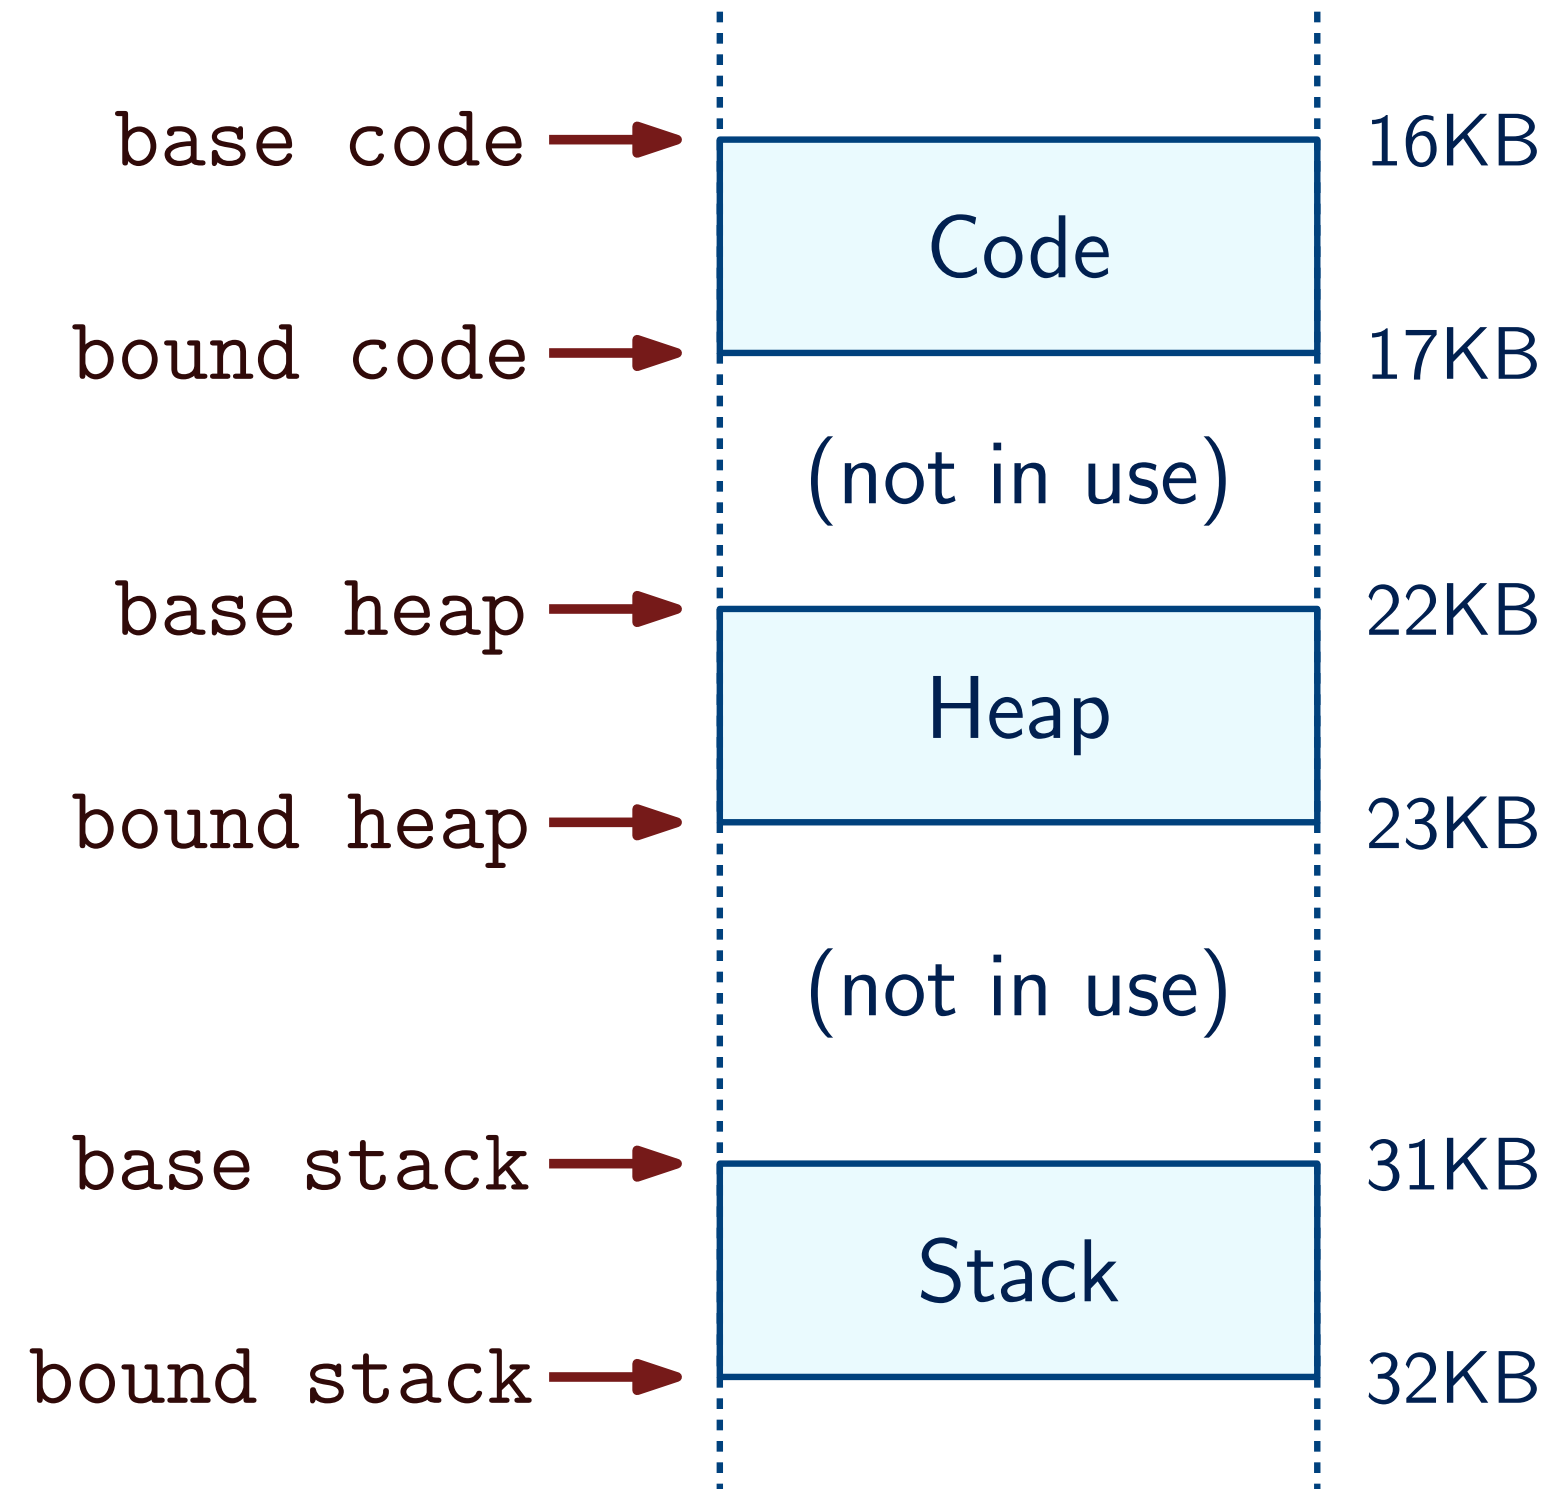 base code 16KB
Code
bound code 17KB
(not in use)
base heap 22KB
Heap
bound heap 23KB
(not in use)
base stack 31KB
Stack
bound stack 32KB